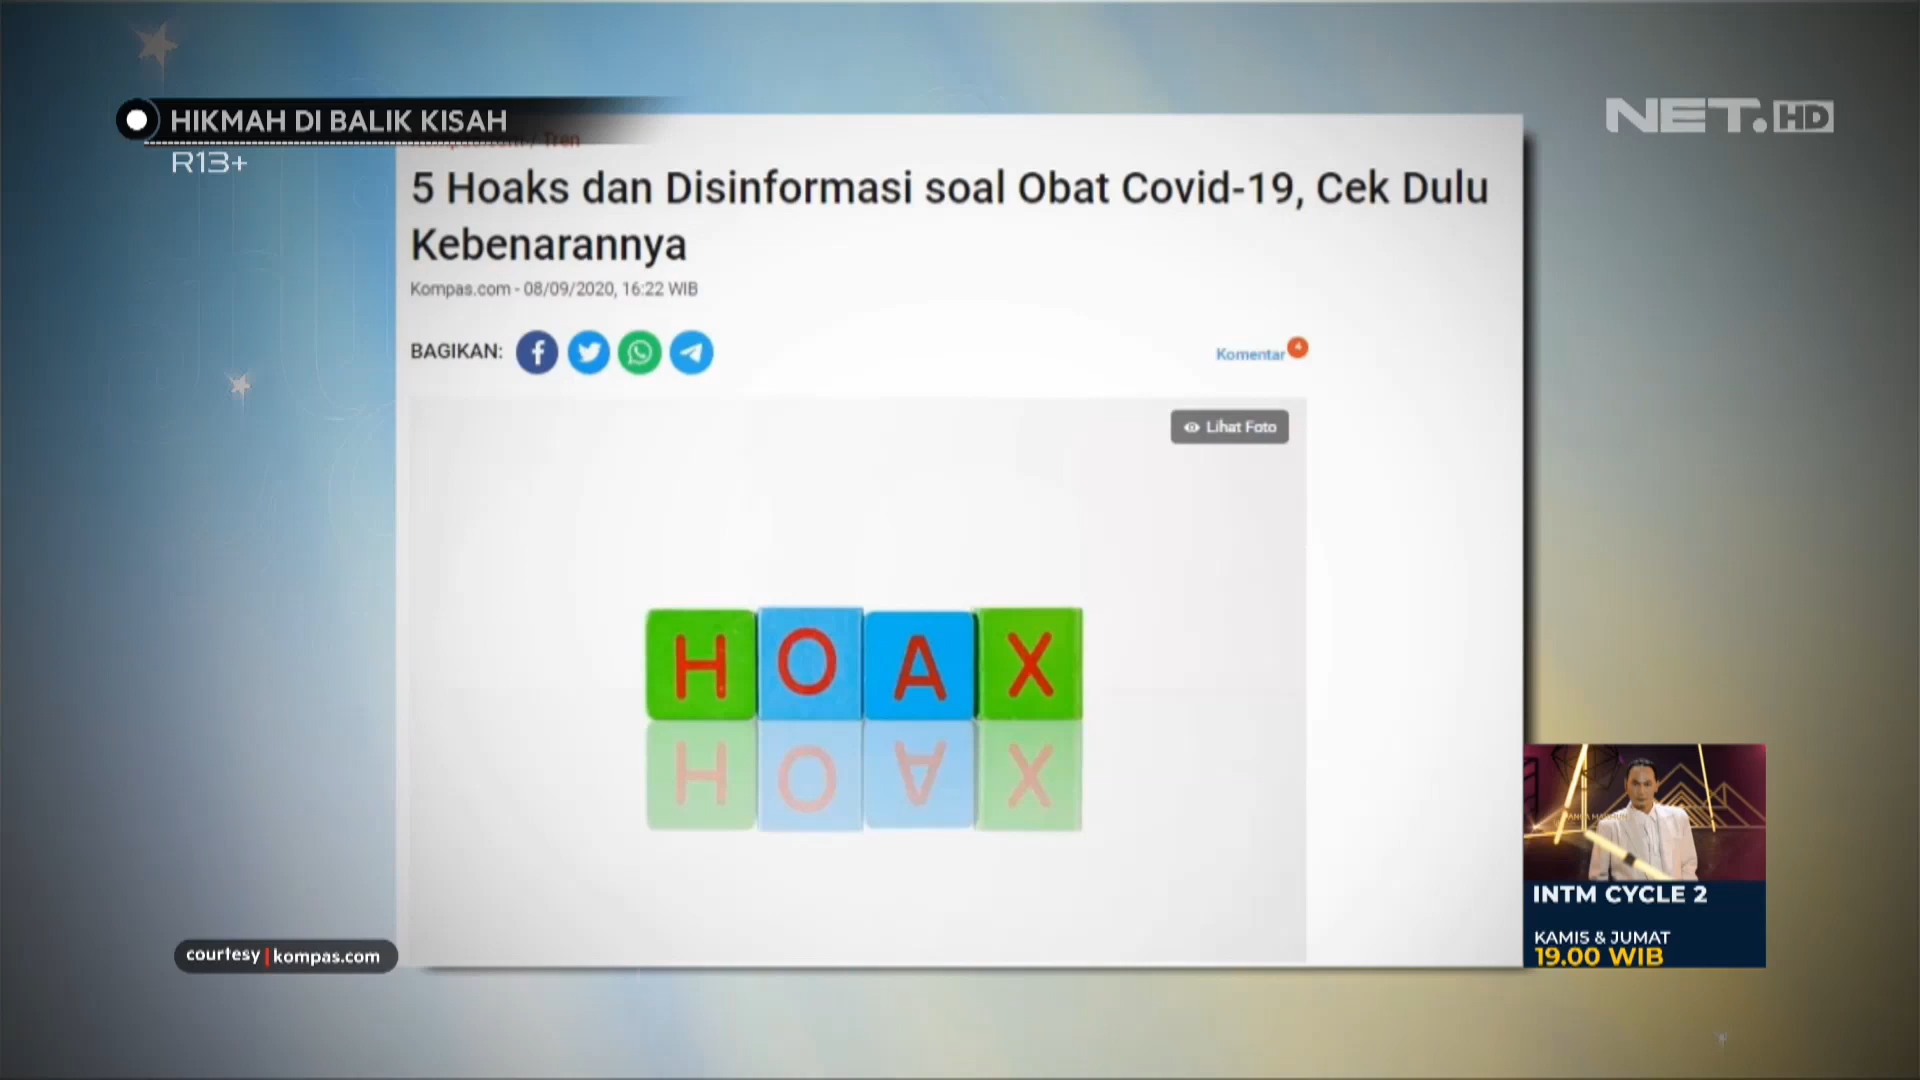 HIKMAH DI BALIK KISAH
R13+
NET. HD
Tren
5 Hoaks dan Disinformasi soal Obat Covid-19, Cek Dulu
Kebenarannya
Kompas.com - 08/09/2020, 16:22 WIB
BAGIKAN:
Komentar 4
Lihat Foto
H O A X
INTM CYCLE 2
KAMIS & JUMAT
19.00 WIB
courtesy | kompas.com